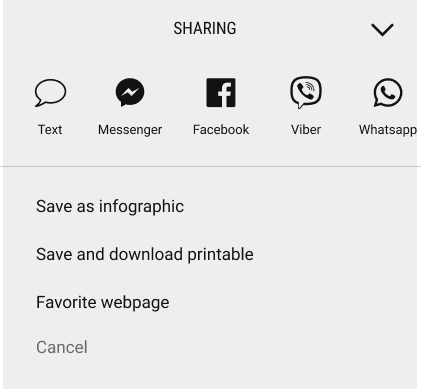 SHARING
Text Messenger Facebook Viber Whatsapp
Save as infographic
Save and download printable
Favorite webpage
Cancel